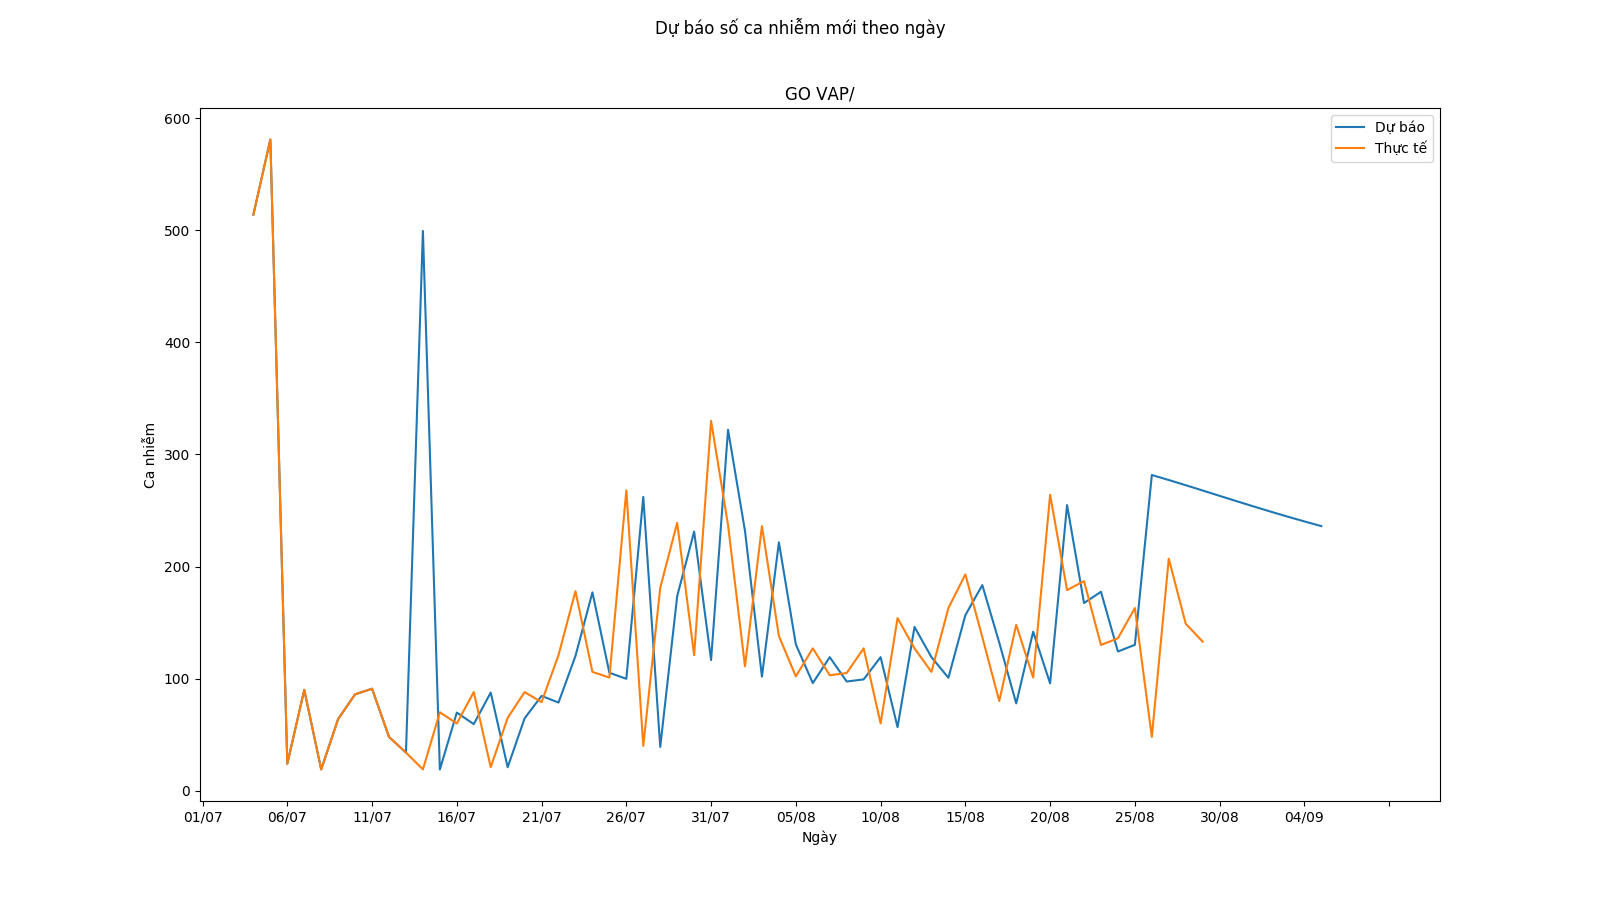 Dự báo số ca nhiễm mới theo ngày
GO VAP/
Dự báo
Thực tế
Ca nhiễm
600
500
400
300
200
100
0
01/07 06/07 11/07 16/07 21/07 26/07 31/07 05/08 10/08 15/08 20/08 25/08 30/08 04/09
Ngày